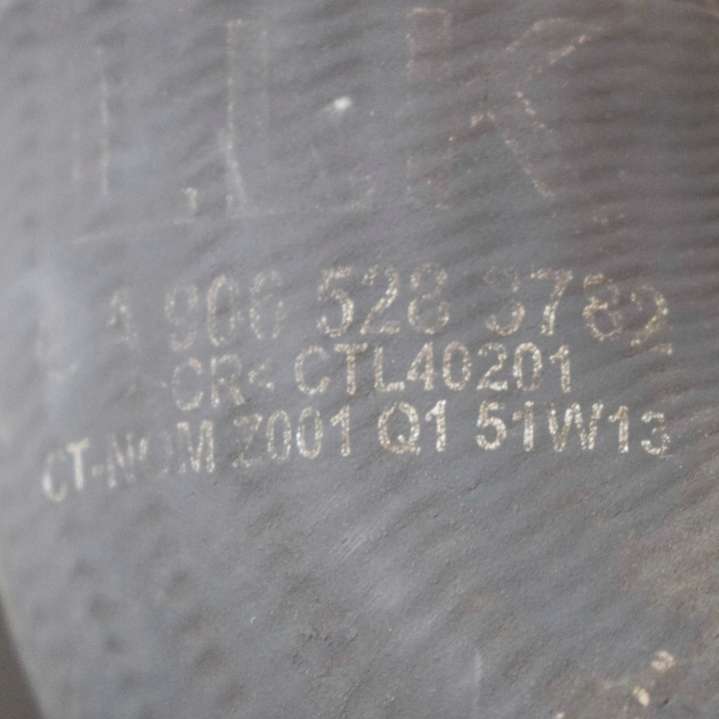 A 906 528 3782
>CR< CTL40201
CT-NOM Z001 Q1 51W13